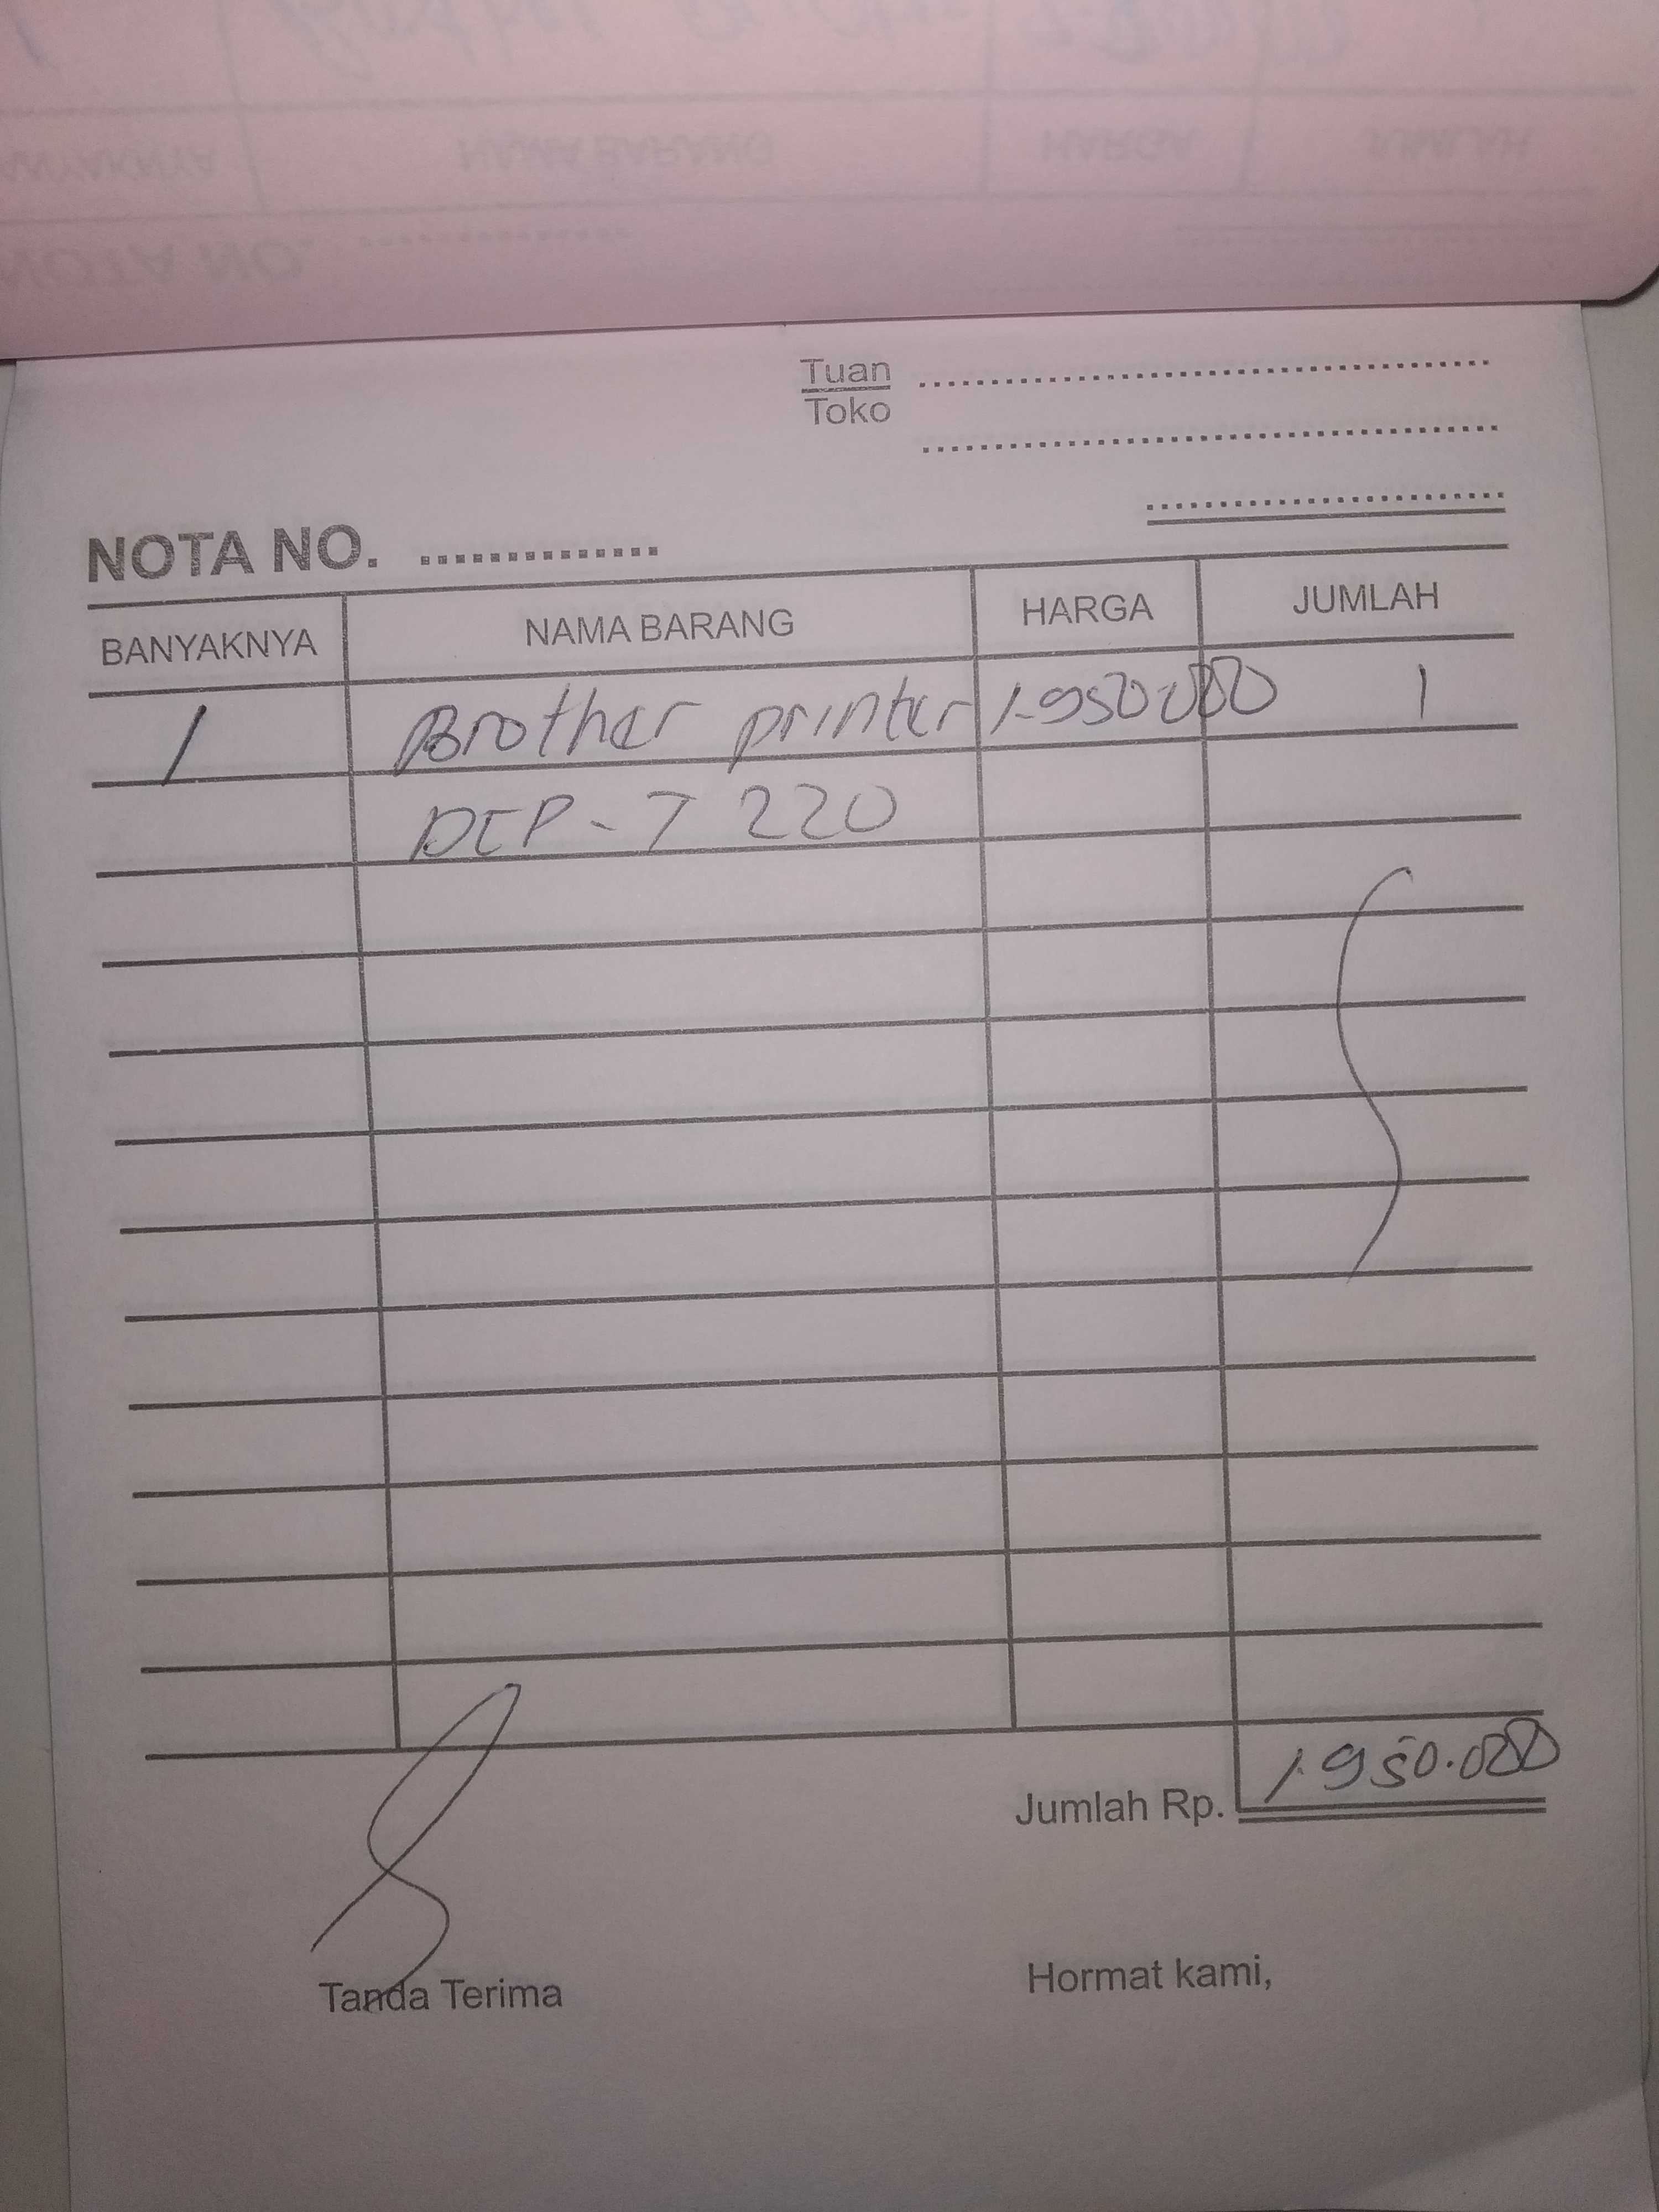 Tuan
Toko
NOTA NO. ..............
BANYAKNYA NAMA BARANG HARGA JUMLAH
1 Brother printer 1.950.000 1
DCP - T 220
Jumlah Rp. 1.950.000
Tanda Terima Hormat kami,